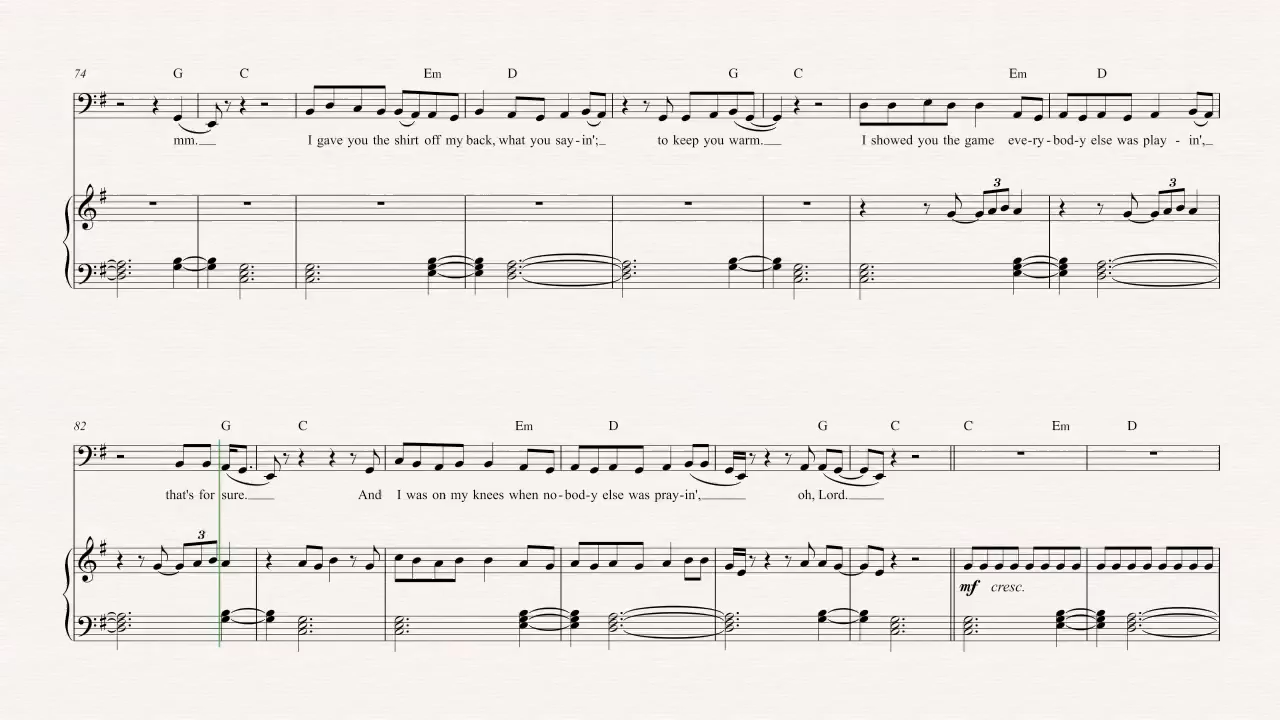 74 G C Em D G C Em D
mm. I gave you the shirt off my back, what you say-in'; to keep you warm. I showed you the game eve-ry-bod-y else was play - in',
3 3
82 G C Em D G C C Em D
that's for sure. And I was on my knees when no-bod-y else was pray-in', oh, Lord.
3
mf cresc.